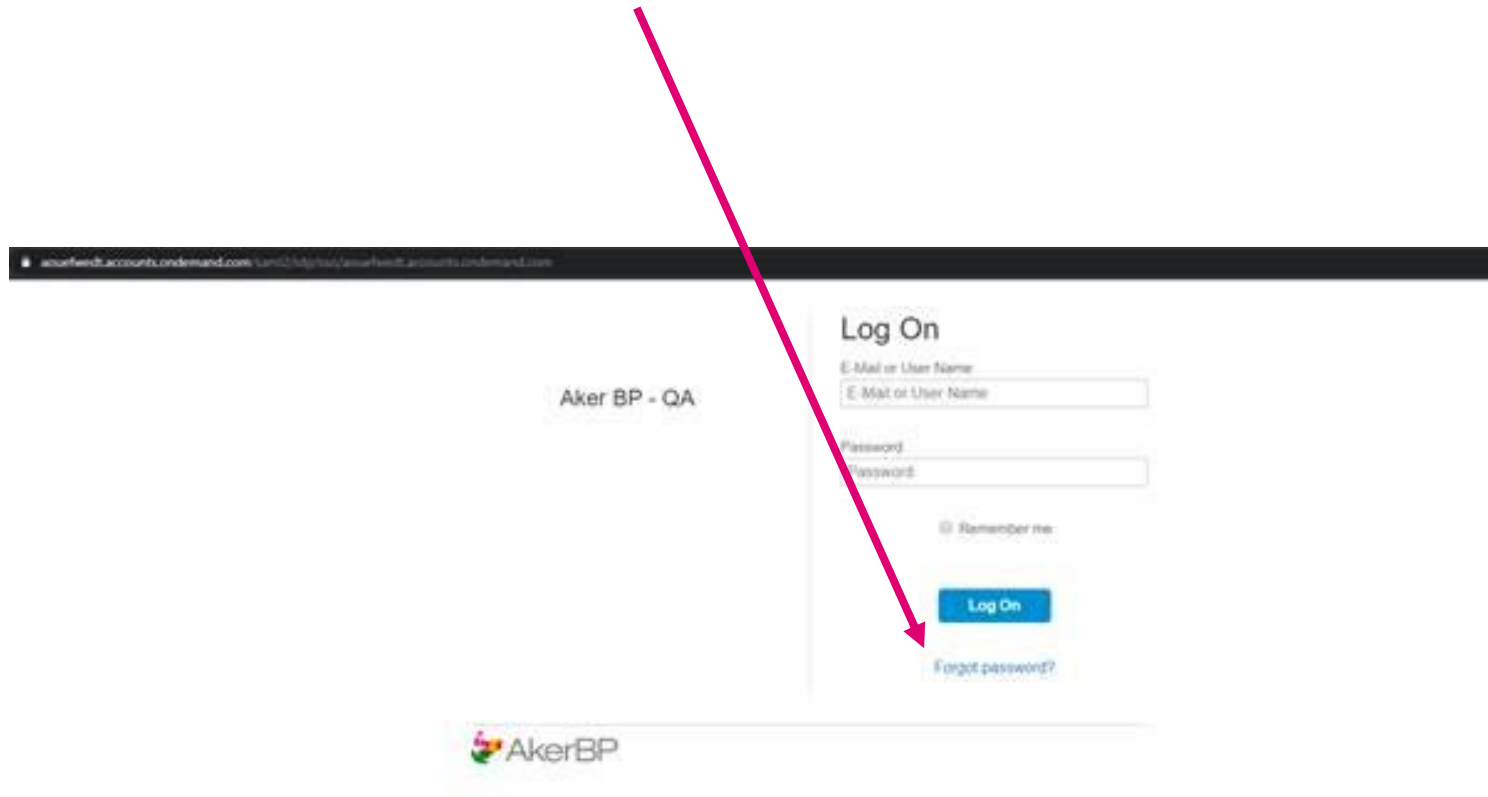 accounts.ondemand.com
Log On
E-Mail or User Name
E-Mail or User Name
Aker BP - QA
Password
Password
Remember me
Log On
Forgot password?
AkerBP